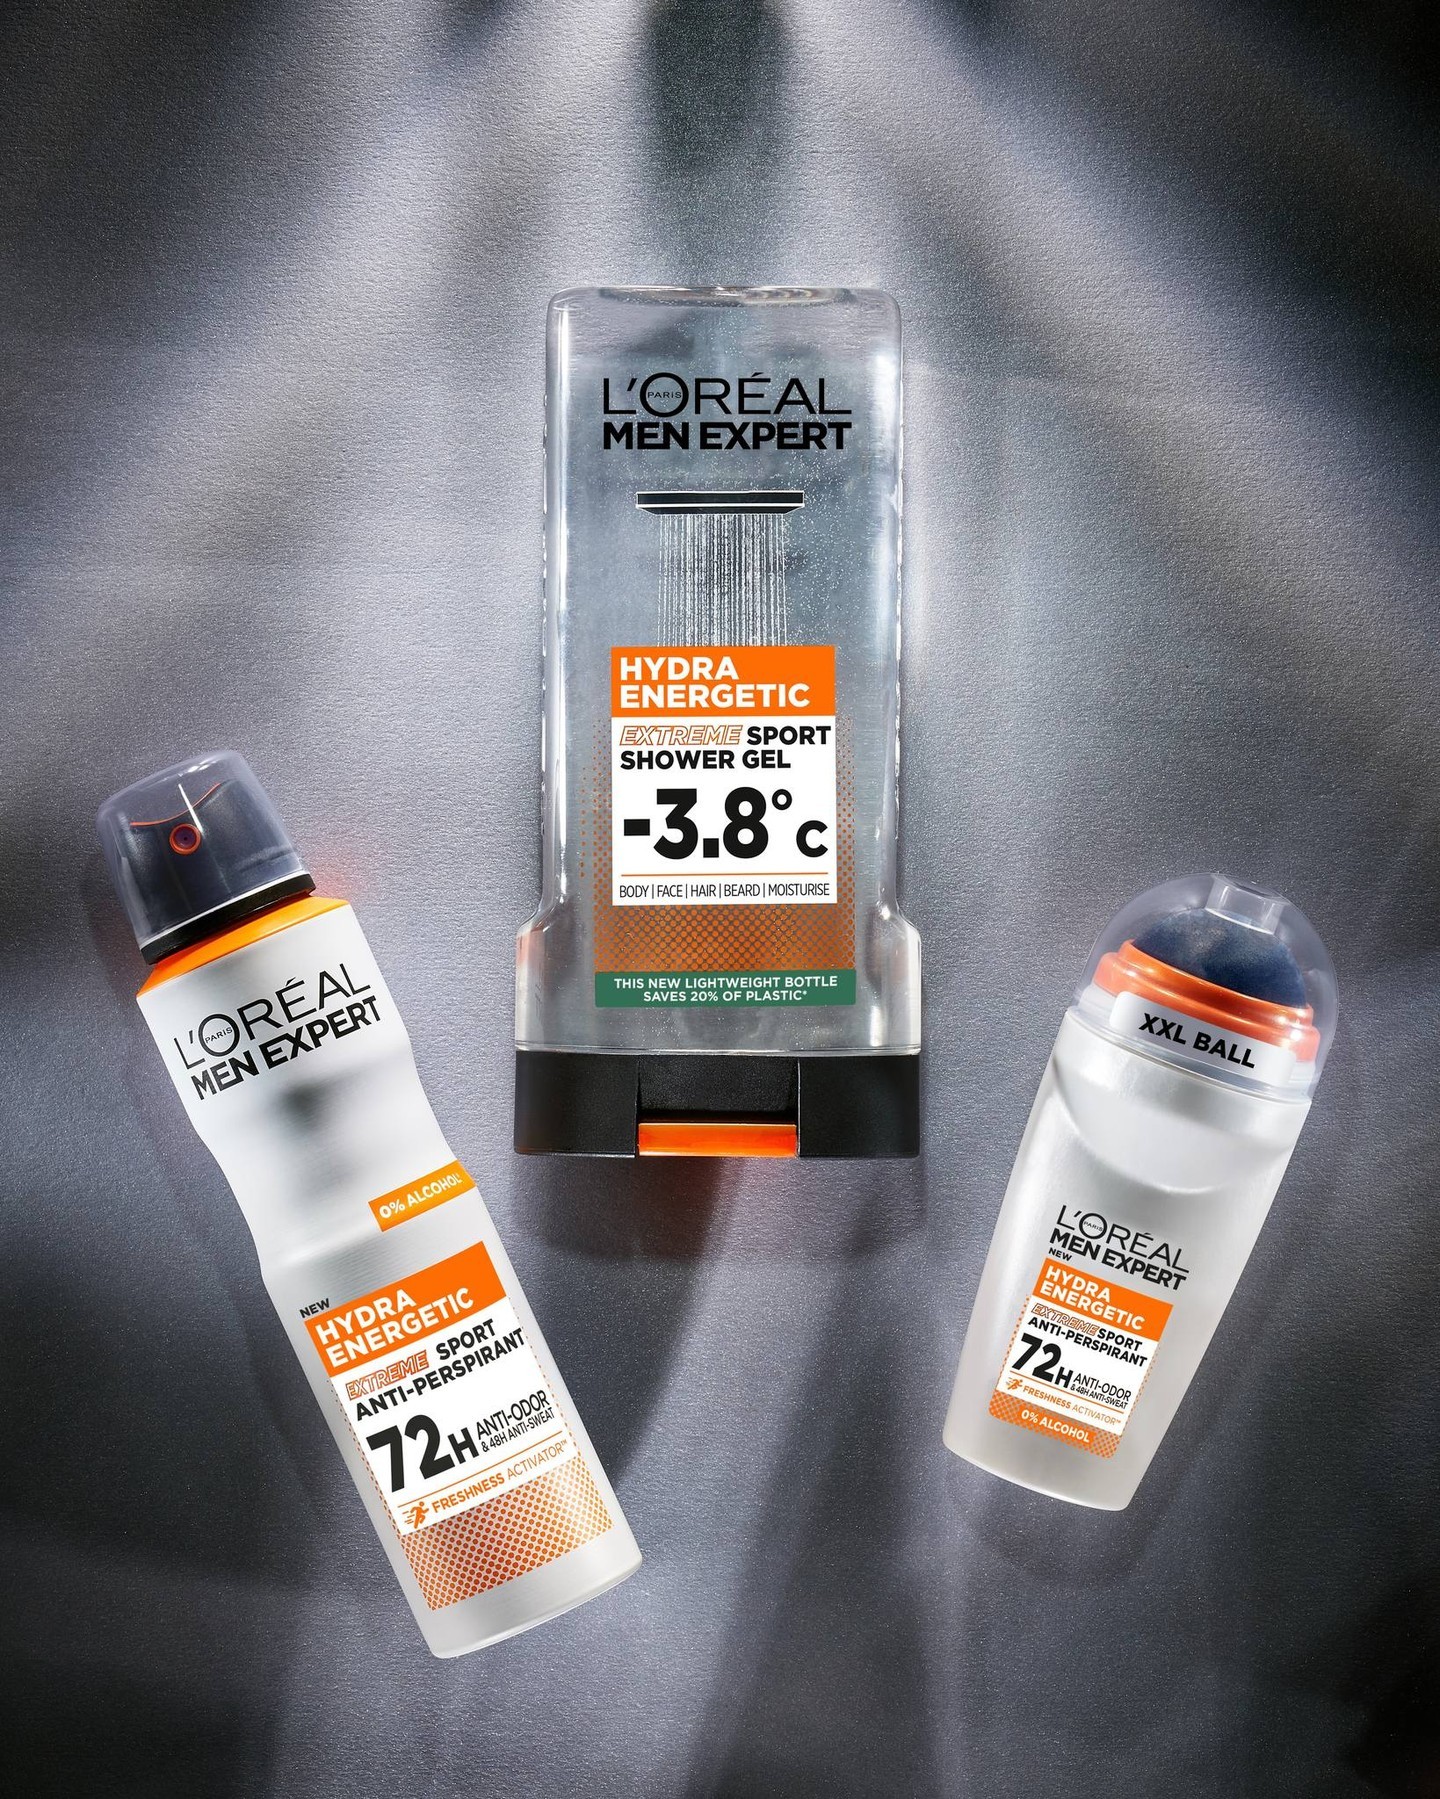 L'ORÉAL
PARIS
MEN EXPERT
HYDRA
ENERGETIC
EXTREME SPORT
SHOWER GEL
-3.8° C
BODY | FACE | HAIR | BEARD | MOISTURISE
THIS NEW LIGHTWEIGHT BOTTLE
SAVES 20% OF PLASTIC*
L'ORÉAL
PARIS
MEN EXPERT
0% ALCOHOL
NEW
HYDRA
ENERGETIC
EXTREME SPORT
ANTI-PERSPIRANT
72H ANTI-ODOR
& 48H ANTI-SWEAT
FRESHNESS ACTIVATOR™
XXL BALL
L'ORÉAL
PARIS
MEN EXPERT
NEW
HYDRA
ENERGETIC
EXTREME SPORT
ANTI-PERSPIRANT
72H ANTI-ODOR
& 48H ANTI-SWEAT
FRESHNESS ACTIVATOR™
0% ALCOHOL